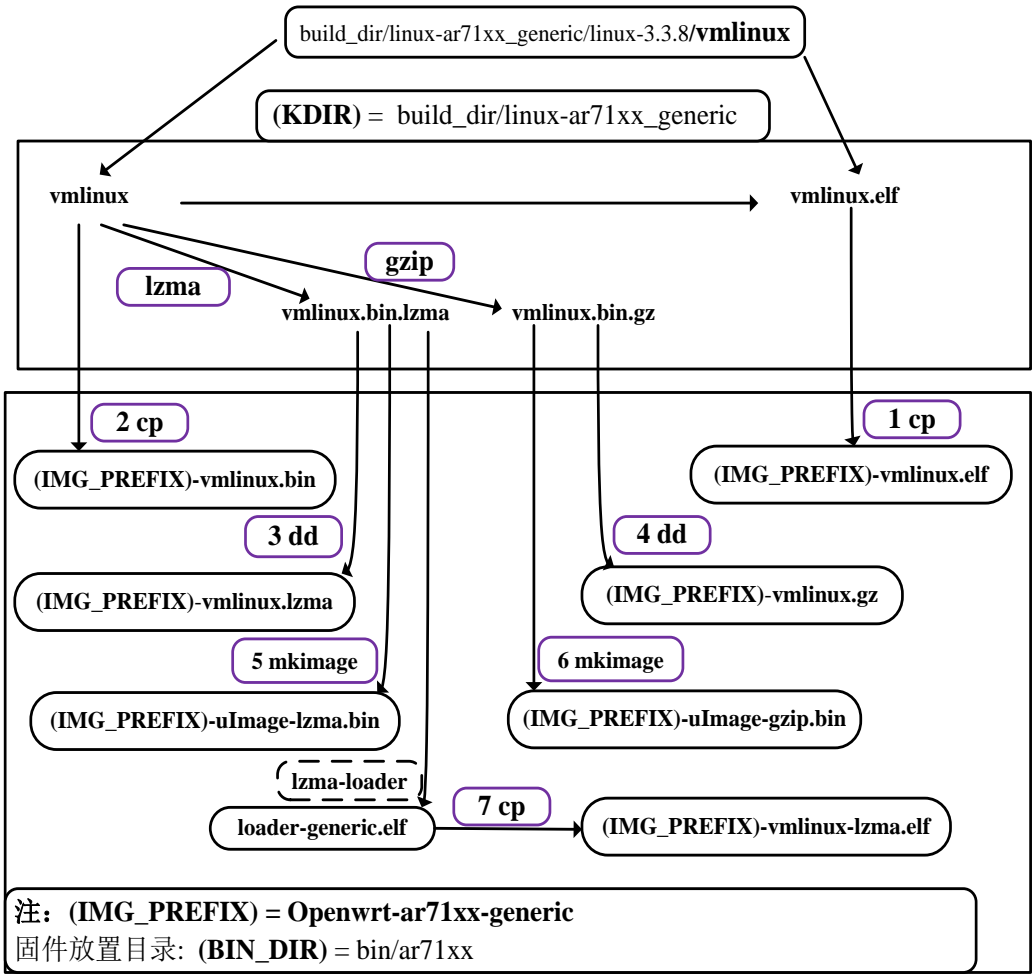 build_dir/linux-ar71xx_generic/linux-3.3.8/vmlinux
(KDIR) = build_dir/linux-ar71xx_generic
vmlinux
vmlinux.elf
gzip
lzma
vmlinux.bin.lzma
vmlinux.bin.gz
2 cp
1 cp
(IMG_PREFIX)-vmlinux.bin
(IMG_PREFIX)-vmlinux.elf
3 dd
4 dd
(IMG_PREFIX)-vmlinux.lzma
(IMG_PREFIX)-vmlinux.gz
5 mkimage
6 mkimage
(IMG_PREFIX)-uImage-lzma.bin
(IMG_PREFIX)-uImage-gzip.bin
lzma-loader
loader-generic.elf
7 cp
(IMG_PREFIX)-vmlinux-lzma.elf
注：(IMG_PREFIX) = Openwrt-ar71xx-generic
固件放置目录: (BIN_DIR) = bin/ar71xx